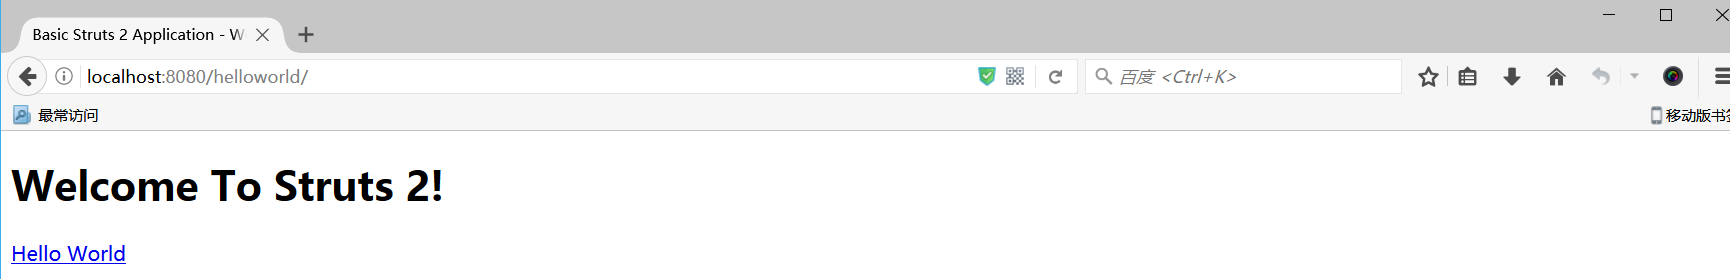 Basic Struts 2 Application - W
localhost:8080/helloworld/
百度 <Ctrl+K>
最常访问
移动版书签
Welcome To Struts 2!
Hello World